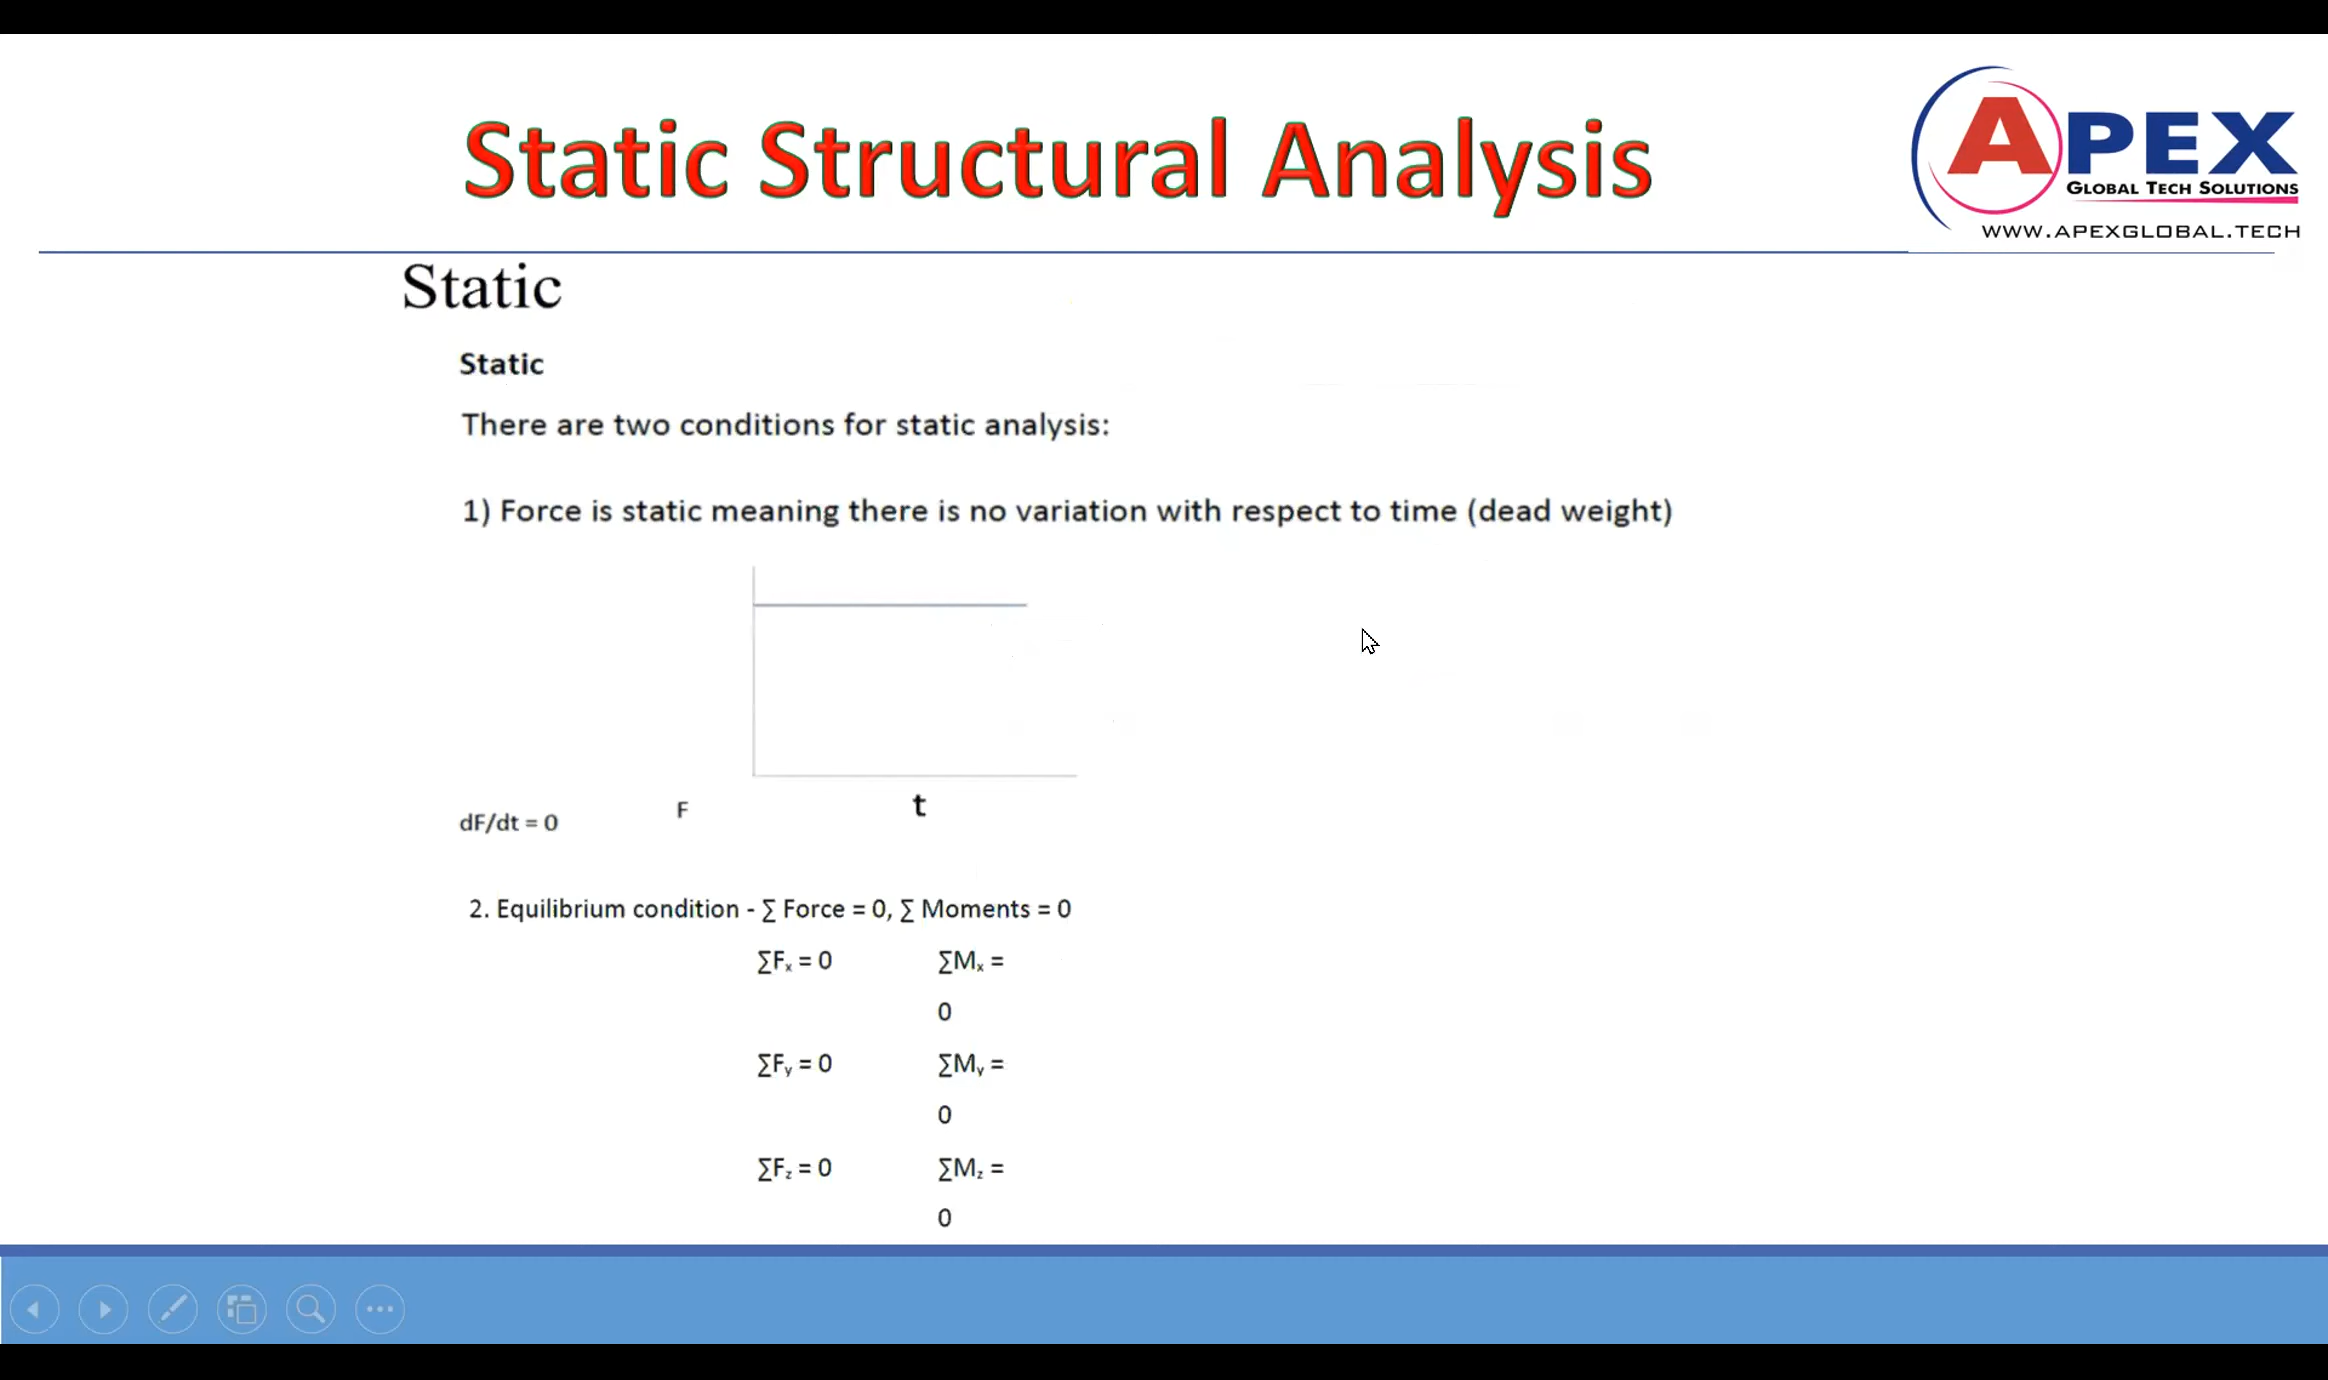 Static Structural Analysis
APEX
GLOBAL TECH SOLUTIONS
WWW.APEXGLOBAL.TECH
Static
Static
There are two conditions for static analysis:
1) Force is static meaning there is no variation with respect to time (dead weight)
dF/dt = 0
F
t
2. Equilibrium condition - ∑ Force = 0, ∑ Moments = 0
∑Fₓ = 0 ∑Mₓ =
0
∑Fy = 0 ∑My =
0
∑Fz = 0 ∑Mz =
0